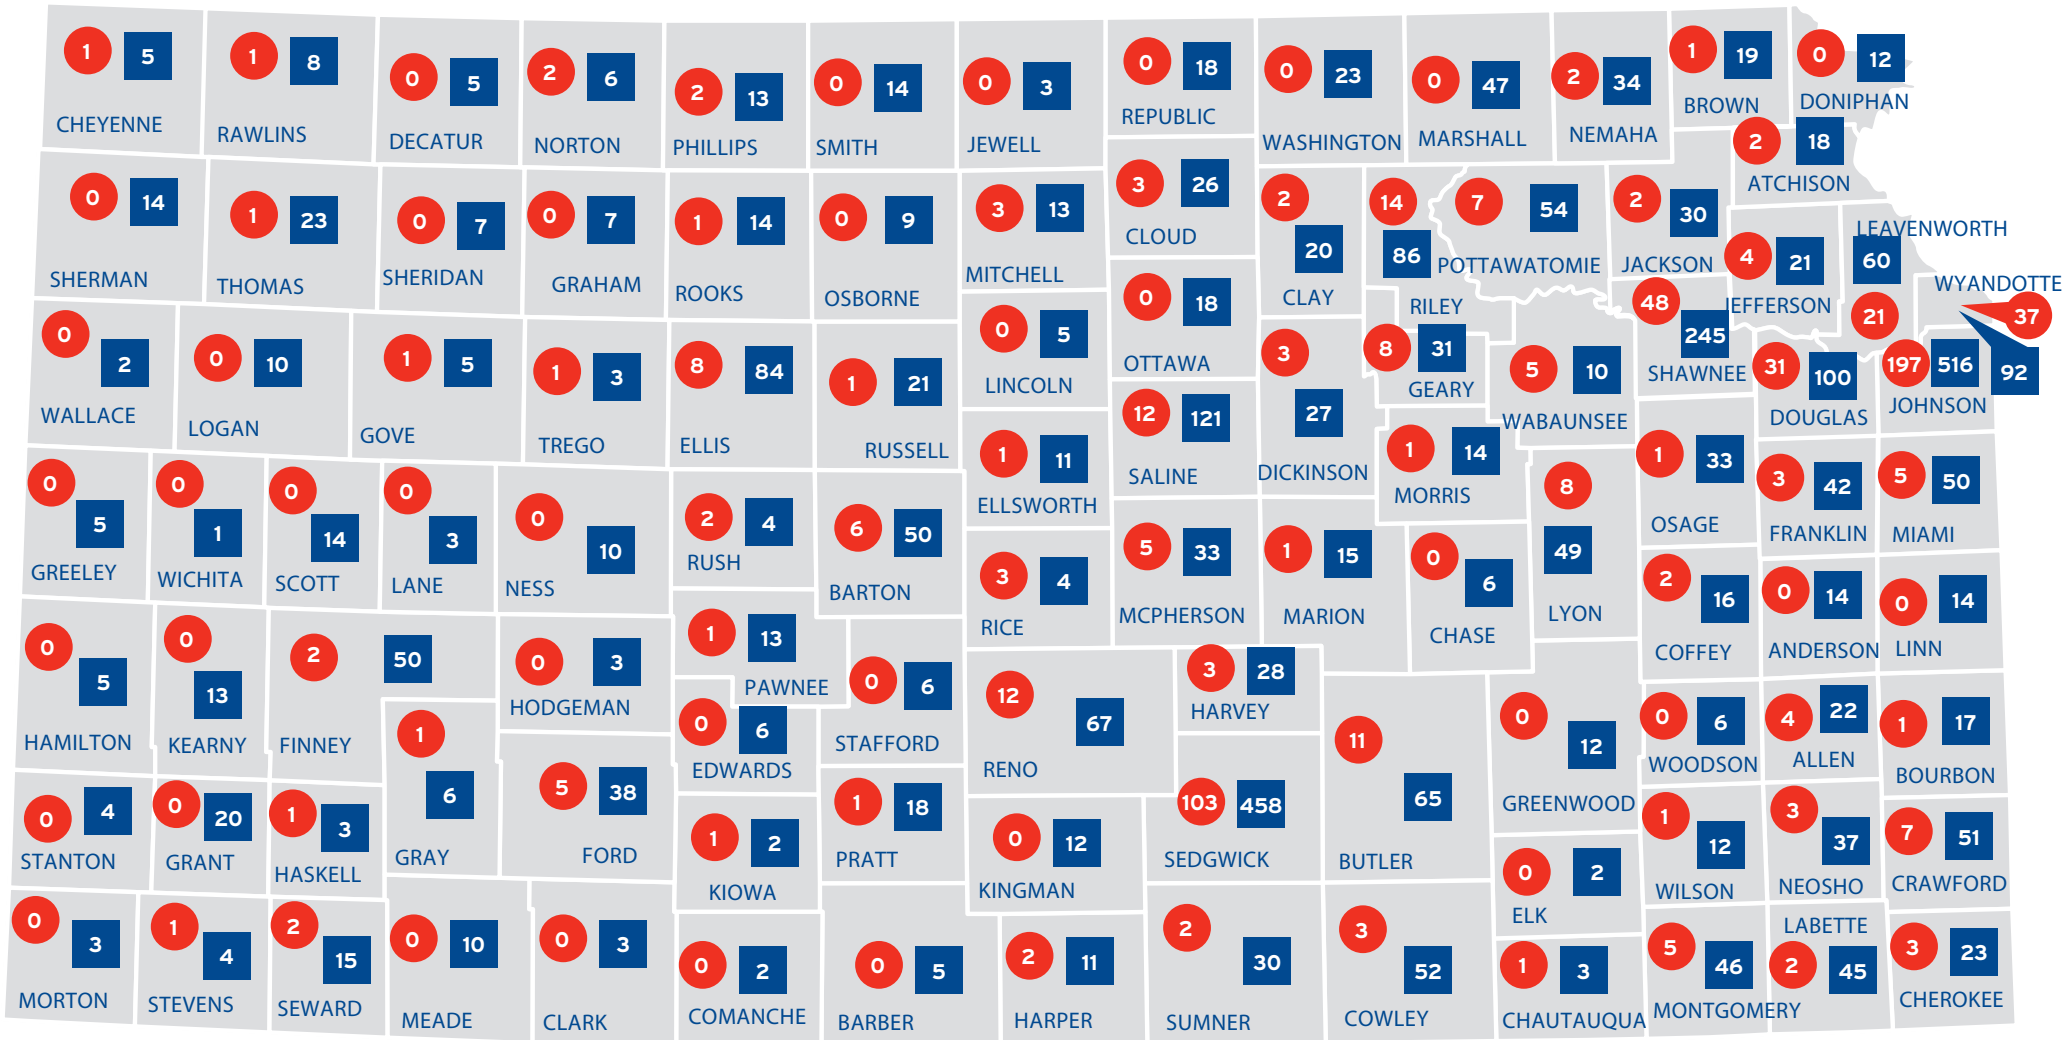 1 5
CHEYENNE
1 8
RAWLINS
0 5
DECATUR
2 6
NORTON
2 13
PHILLIPS
0 14
SMITH
0 3
JEWELL
0 18
REPUBLIC
0 23
WASHINGTON
0 47
MARSHALL
2 34
NEMAHA
1 19
BROWN
0 12
DONIPHAN
2 18
ATCHISON
0 14
SHERMAN
1 23
THOMAS
0 7
SHERIDAN
0 7
GRAHAM
1 14
ROOKS
0 9
OSBORNE
3 13
MITCHELL
3 26
CLOUD
2
20
CLAY
14
86
RILEY
7 54
POTTAWATOMIE
2 30
JACKSON
4 21
JEFFERSON
LEAVENWORTH
60
21
WYANDOTTE
37
92
0
2
WALLACE
0 10
LOGAN
1 5
GOVE
1 3
TREGO
8 84
ELLIS
1 21
RUSSELL
0 5
LINCOLN
0 18
OTTAWA
12 121
SALINE
3
27
DICKINSON
8 31
GEARY
5 10
WABAUNSEE
48
245
SHAWNEE
31 100
DOUGLAS
197 516
JOHNSON
0
5
GREELEY
0
1
WICHITA
0
14
SCOTT
0
3
LANE
0
10
NESS
2 4
RUSH
6 50
BARTON
1 11
ELLSWORTH
3 4
RICE
5 33
MCPHERSON
1 15
MARION
1 14
MORRIS
0
6
CHASE
8
49
LYON
1 33
OSAGE
3 42
FRANKLIN
5 50
MIAMI
2 16
COFFEY
0 14
ANDERSON
0 14
LINN
0
5
HAMILTON
0
13
KEARNY
2 50
FINNEY
0 3
HODGEMAN
1 13
PAWNEE
0 6
EDWARDS
0 6
STAFFORD
12
67
RENO
3 28
HARVEY
11
65
BUTLER
0
12
GREENWOOD
0 6
WOODSON
4 22
ALLEN
1 17
BOURBON
0 4
STANTON
0 20
GRANT
1 3
HASKELL
1
6
GRAY
5 38
FORD
1 2
KIOWA
1 18
PRATT
0 12
KINGMAN
103 458
SEDGWICK
0 2
ELK
1
12
WILSON
3
37
NEOSHO
7 51
CRAWFORD
0
3
MORTON
1
4
STEVENS
2
15
SEWARD
0 10
MEADE
0 3
CLARK
0 2
COMANCHE
0 5
BARBER
2 11
HARPER
2
30
SUMNER
3
52
COWLEY
1 3
CHAUTAUQUA
5 46
MONTGOMERY
LABETTE
2 45
3 23
CHEROKEE